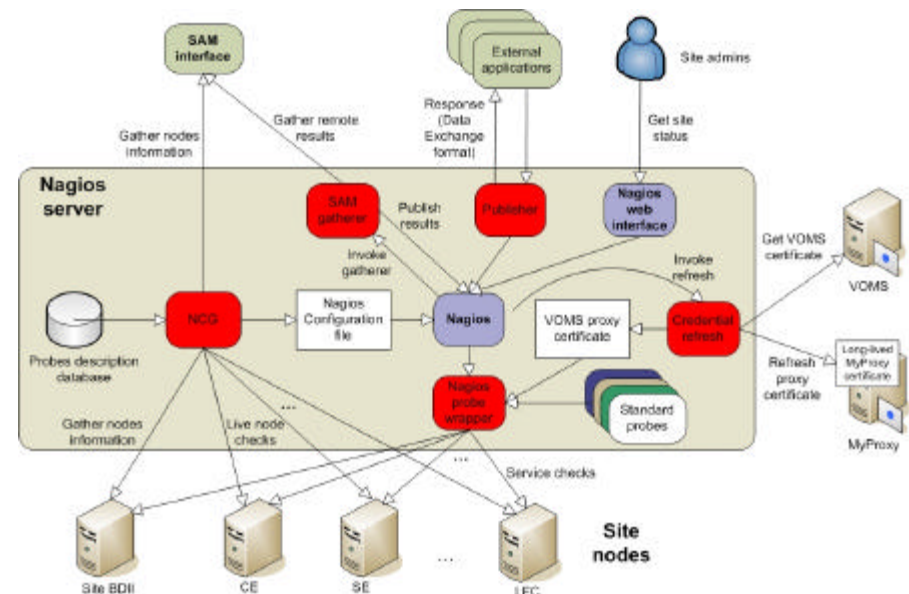 SAM
interface
External
applications
Site admins
Gather nodes
information
Gather remote
results
Response
(Data
Exchange
format)
Get site
status
Nagios
server
SAM
gatherer
Publish
results
Publisher
Nagios
web
interface
Get VOMS
certificate
VOMS
Invoke
gatherer
Invoke
refresh
NCG
Nagios
Configuration
file
Nagios
VOMS proxy
certificate
Credential
refresh
Probes description
database
Long-lived
MyProxy
certificate
Refresh
proxy
certificate
MyProxy
Nagios
probe
wrapper
Standard
probes
...
Gather nodes
information
Live node
checks
...
Service checks
Site
nodes
....
Site BDII
CE
SE
LFC